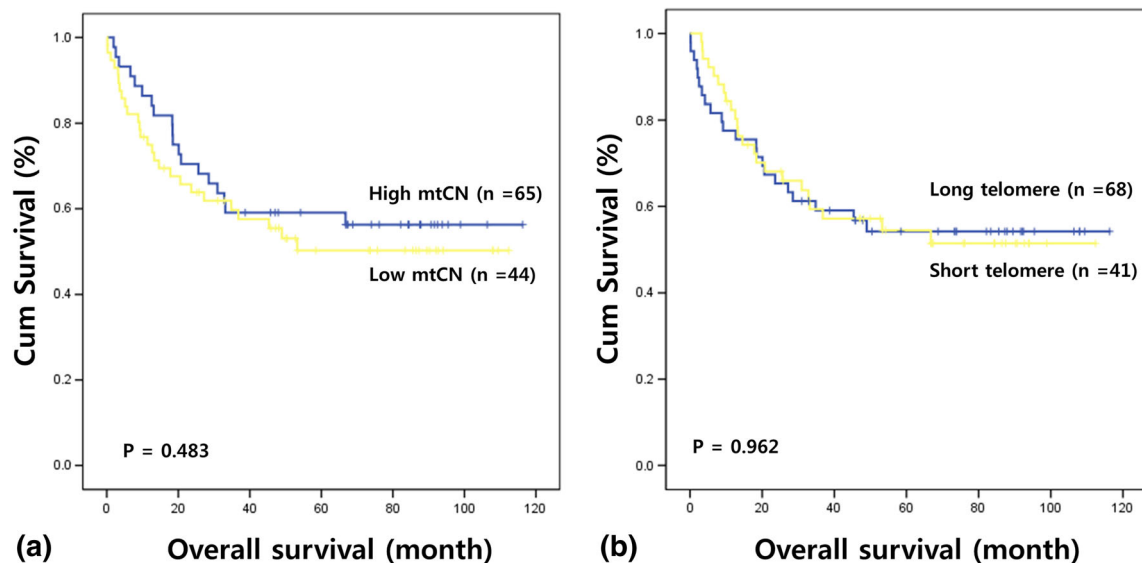 Cum Survival (%)
1.0
0.8
0.6
0.4
0.2
0.0
High mtCN (n =65)
Low mtCN (n =44)
P = 0.483
0 20 40 60 80 100 120
(a) Overall survival (month)
Cum Survival (%)
1.0
0.8
0.6
0.4
0.2
0.0
Long telomere (n =68)
Short telomere (n =41)
P = 0.962
0 20 40 60 80 100 120
(b) Overall survival (month)